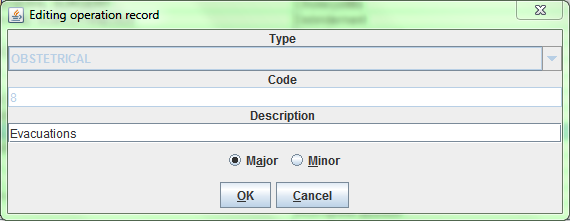 Editing operation record
Type
OBSTETRICAL
Code
8
Description
Evacuations
Major Minor
OK Cancel